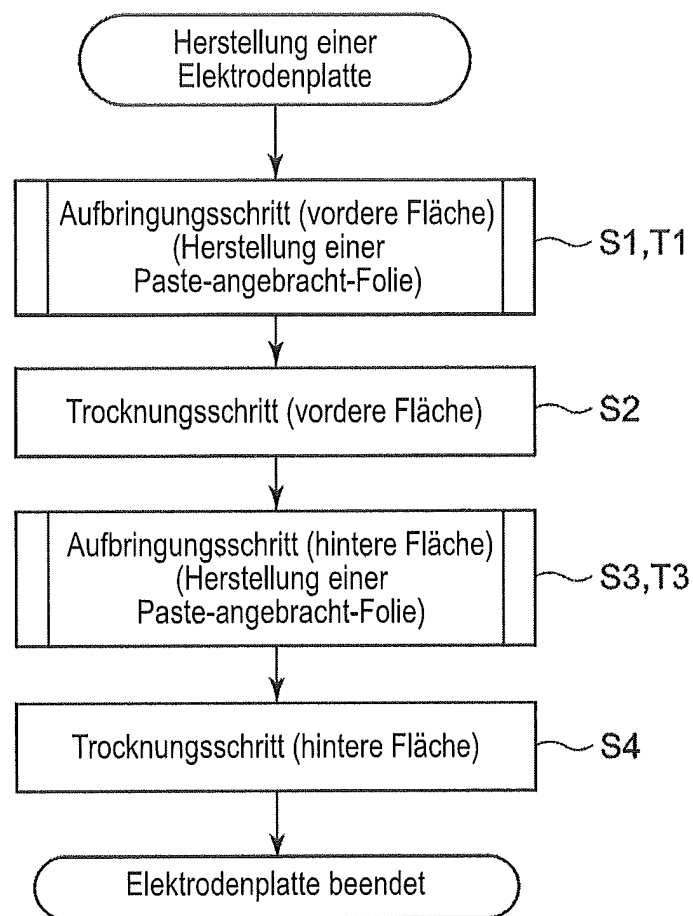 Herstellung einer
Elektrodenplatte
Aufbringungsschritt (vordere Fläche)
(Herstellung einer
Paste-angebracht-Folie)
S1,T1
Trocknungsschritt (vordere Fläche)
S2
Aufbringungsschritt (hintere Fläche)
(Herstellung einer
Paste-angebracht-Folie)
S3,T3
Trocknungsschritt (hintere Fläche)
S4
Elektrodenplatte beendet